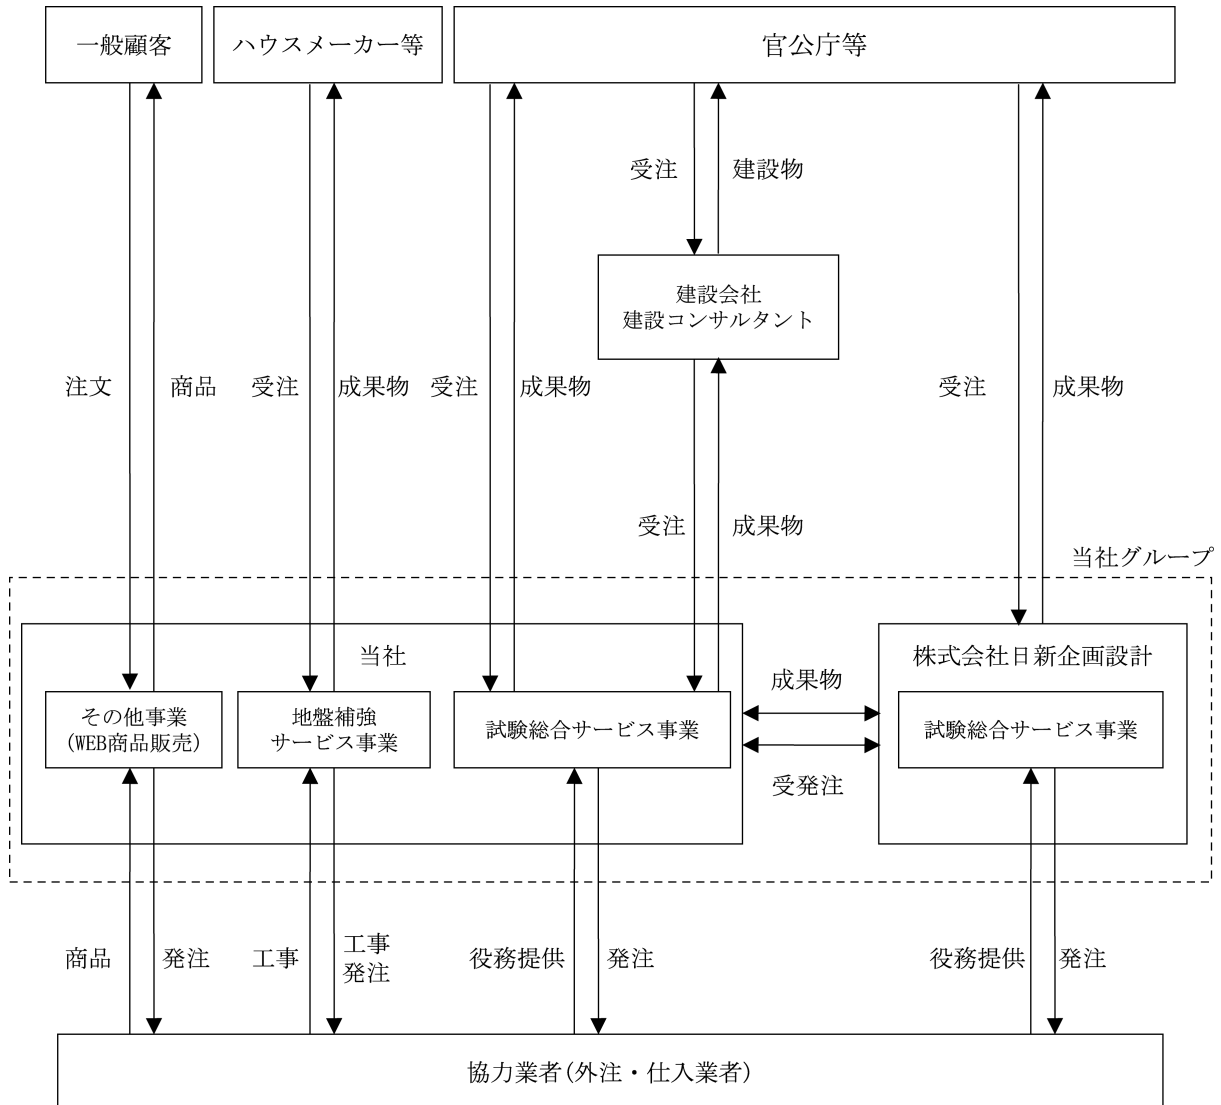 一般顧客
ハウスメーカー等
官公庁等
受注
建設物
建設会社
建設コンサルタント
注文
商品
受注
成果物
受注
成果物
受注
成果物
受注
成果物
当社グループ
当社
株式会社日新企画設計
成果物
その他事業
(WEB商品販売)
地盤補強
サービス事業
試験総合サービス事業
試験総合サービス事業
受発注
商品
発注
工事
工事
発注
役務提供
発注
役務提供
発注
協力業者(外注・仕入業者)